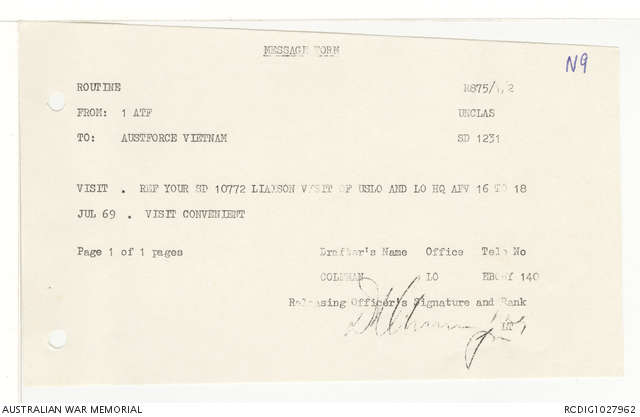 MESSAGE FORM
N9
ROUTINE R875/1/2
FROM: 1 ATF UNCLAS
TO: AUSTFORCE VIETNAM SD 1231
VISIT . REF YOUR SD 10772 LIAISON VISIT OF USLO AND LO HQ AFV 16 TO 18
JUL 69 . VISIT CONVENIENT
Page 1 of 1 pages Drafter's Name Office Tele No
COLEMAN LO 140
Releasing Officer's Signature and Rank
AUSTRALIAN WAR MEMORIAL RCDIG1027962